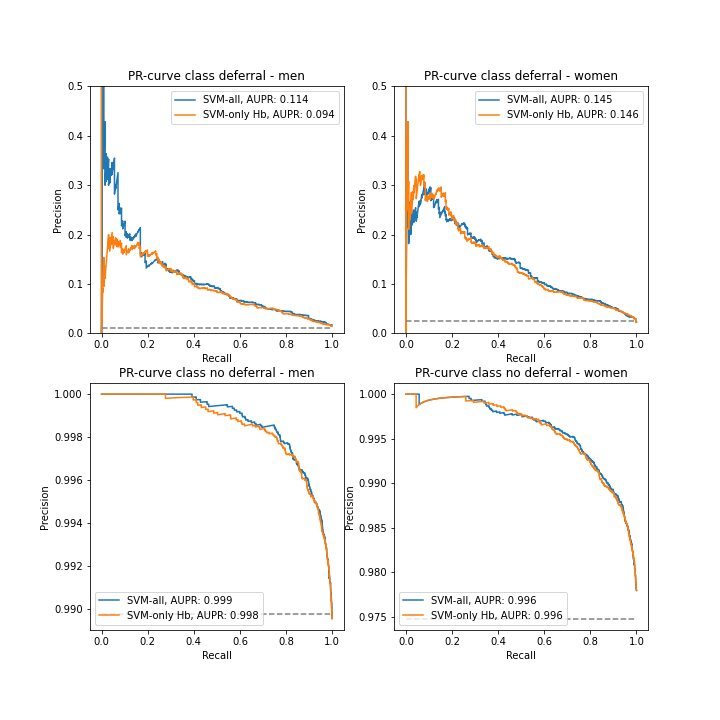 PR-curve class deferral - men
0.5
0.4
0.3
0.2
0.1
0.0
Precision
SVM-all, AUPR: 0.114
SVM-only Hb, AUPR: 0.094
0.0 0.2 0.4 0.6 0.8 1.0
Recall
PR-curve class deferral - women
0.5
0.4
0.3
0.2
0.1
0.0
Precision
SVM-all, AUPR: 0.145
SVM-only Hb, AUPR: 0.146
0.0 0.2 0.4 0.6 0.8 1.0
Recall
PR-curve class no deferral - men
1.000
0.998
0.996
0.994
0.992
0.990
Precision
SVM-all, AUPR: 0.999
SVM-only Hb, AUPR: 0.998
0.0 0.2 0.4 0.6 0.8 1.0
Recall
PR-curve class no deferral - women
1.000
0.995
0.990
0.985
0.980
0.975
Precision
SVM-all, AUPR: 0.996
SVM-only Hb, AUPR: 0.996
0.0 0.2 0.4 0.6 0.8 1.0
Recall